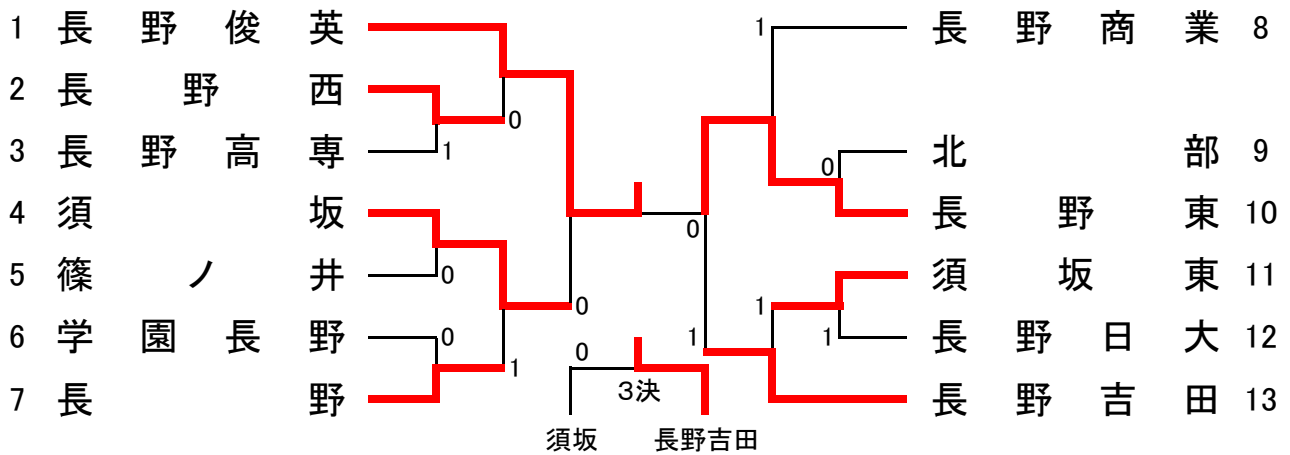 1 長野俊英
2 長野西
3 長野高専
4 須坂
5 篠ノ井
6 学園長野
7 長野
0
1
0
0
1
0
0
須坂
3決
長野吉田
0
1
1
0
1
1
長野商業 8
北部 9
長野東 10
須坂東 11
長野日大 12
長野吉田 13